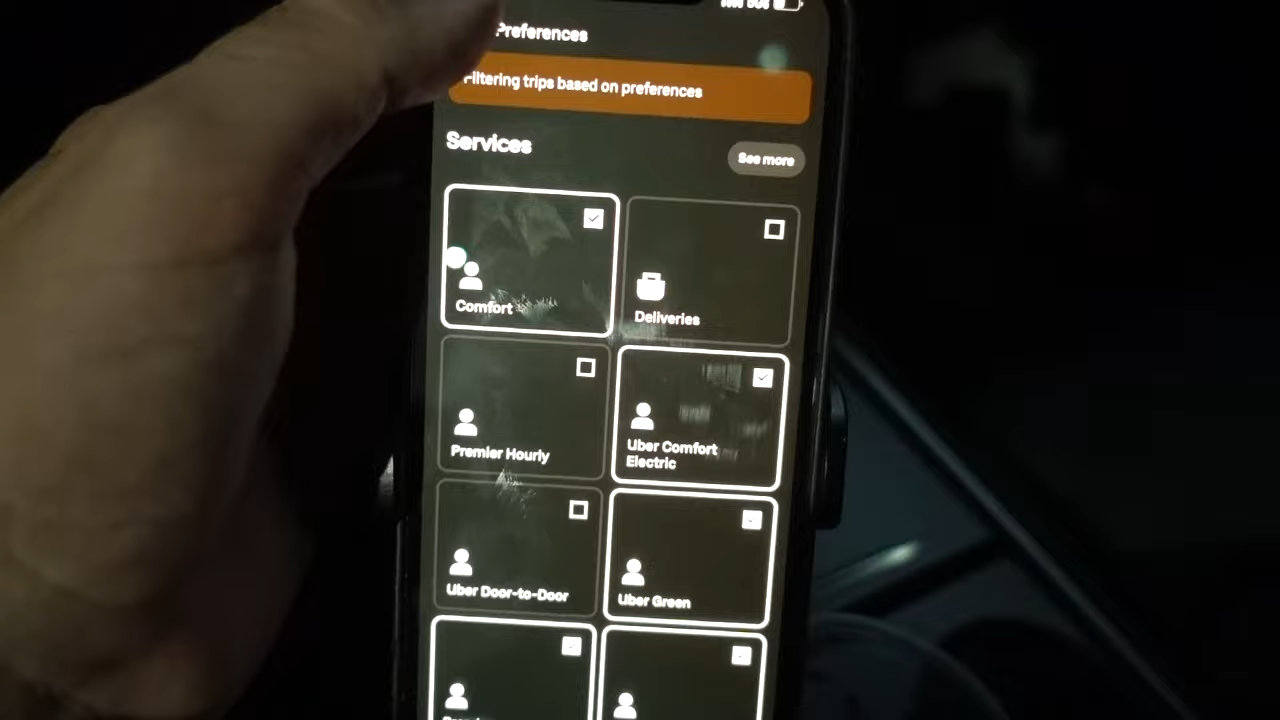 Preferences
Filtering trips based on preferences
Services
See more
Comfort
Deliveries
Premier Hourly
Uber Comfort
Electric
Uber Door-to-Door
Uber Green